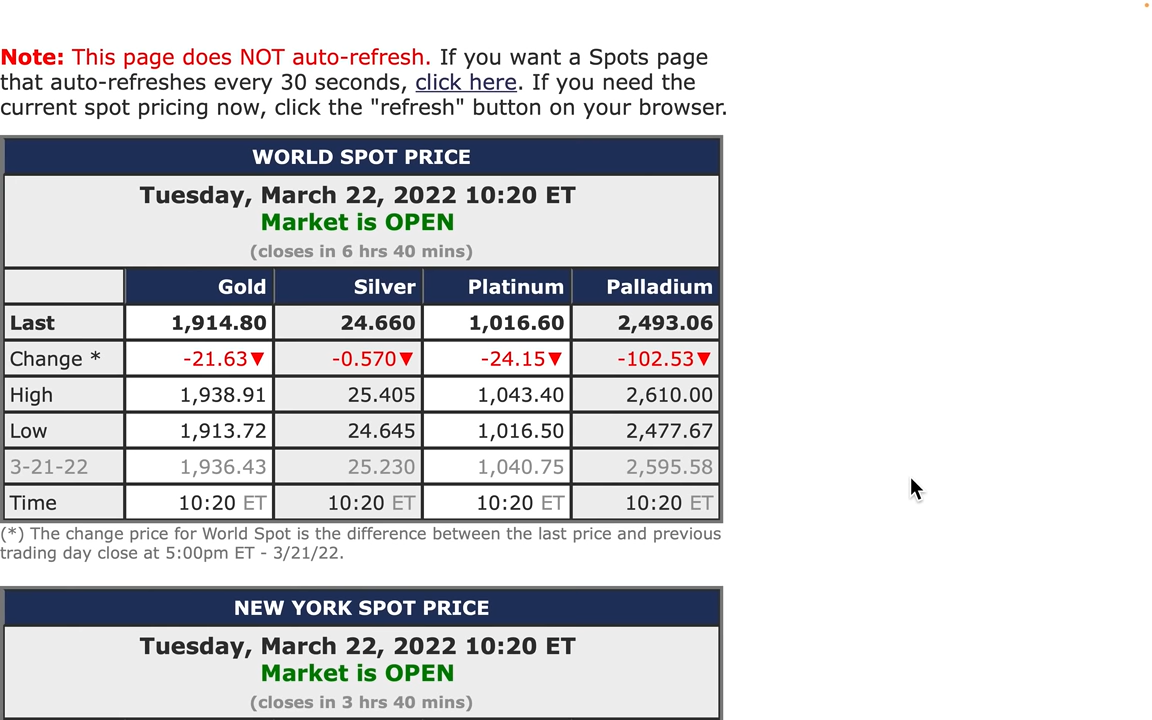 Note: This page does NOT auto-refresh. If you want a Spots page
that auto-refreshes every 30 seconds, click here. If you need the
current spot pricing now, click the "refresh" button on your browser.
WORLD SPOT PRICE
Tuesday, March 22, 2022 10:20 ET
Market is OPEN
(closes in 6 hrs 40 mins)
Gold Silver Platinum Palladium
Last 1,914.80 24.660 1,016.60 2,493.06
Change * -21.63▼ -0.570▼ -24.15▼ -102.53▼
High 1,938.91 25.405 1,043.40 2,610.00
Low 1,913.72 24.645 1,016.50 2,477.67
3-21-22 1,936.43 25.230 1,040.75 2,595.58
Time 10:20 ET 10:20 ET 10:20 ET 10:20 ET
(*) The change price for World Spot is the difference between the last price and previous
trading day close at 5:00pm ET - 3/21/22.
NEW YORK SPOT PRICE
Tuesday, March 22, 2022 10:20 ET
Market is OPEN
(closes in 3 hrs 40 mins)